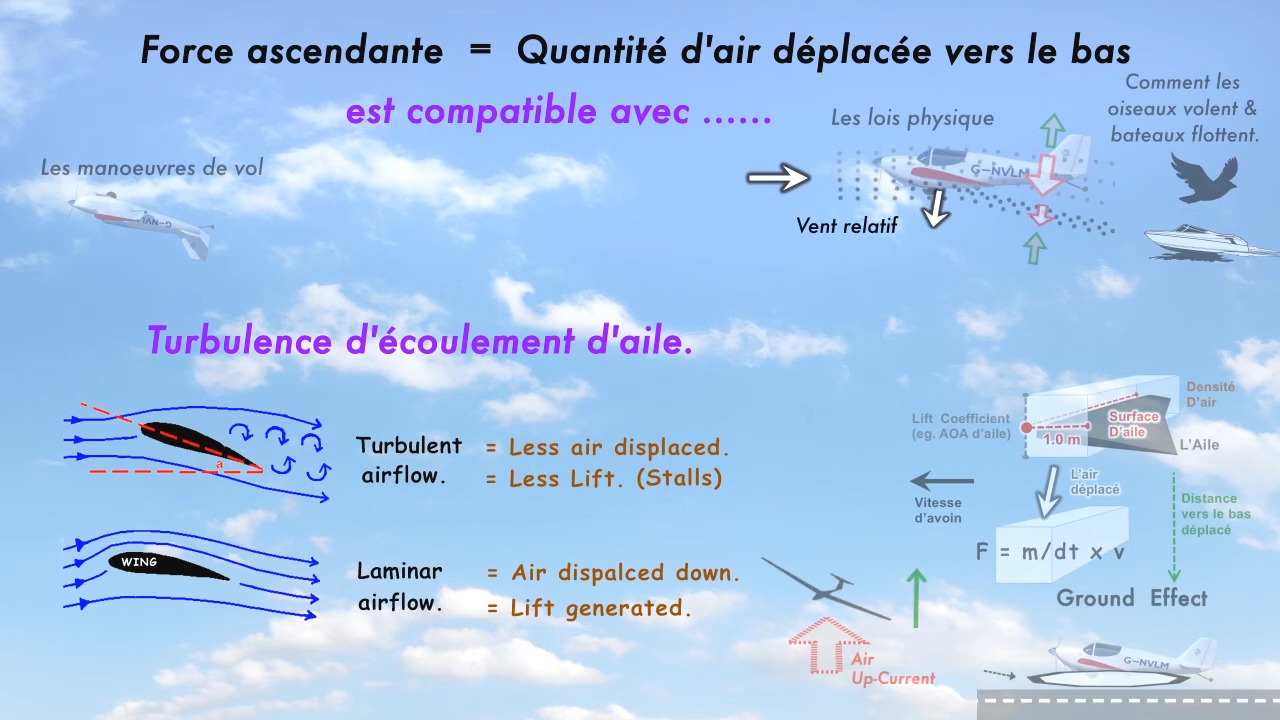 Force ascendante = Quantité d'air déplacée vers le bas
est compatible avec ......
Comment les
oiseaux volent &
bateaux flottent.
Les lois physique
Les manoeuvres de vol
G-NVLM
G-NVL
Vent relatif
Turbulence d'écoulement d'aile.
Turbulent
airflow.
= Less air displaced.
= Less Lift. (Stalls)
a
WING
Laminar
airflow.
= Air dispalced down.
= Lift generated.
Densité
D'air
Lift Coefficient
(eg. AOA d'aile)
Surface
D'aile
1.0 m
L'Aile
L'air
déplacé
Vitesse
d'avoin
Distance
vers le bas
déplacé
F = m/dt x v
Ground Effect
Air
Up-Current
G-NVLM